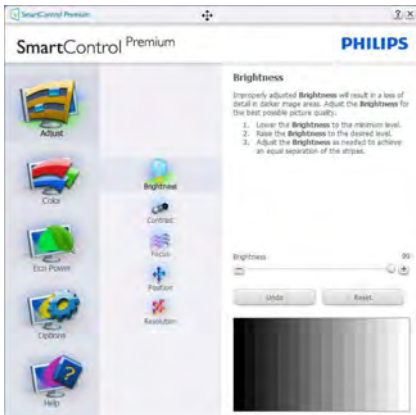 SmartControl Premium
? x
SmartControl Premium
PHILIPS
Adjust
Color
Eco Power
Options
Help
Brightness
Contrast
Focus
Position
Resolution
Brightness
Improperly adjusted Brightness will result in a loss of
detail in darker image areas. Adjust the Brightness for
the best possible picture quality.
1. Lower the Brightness to the minimum level.
2. Raise the Brightness to the desired level.
3. Adjust the Brightness as needed to achieve
an equal separation of the stripes.
Brightness 99
Undo Reset